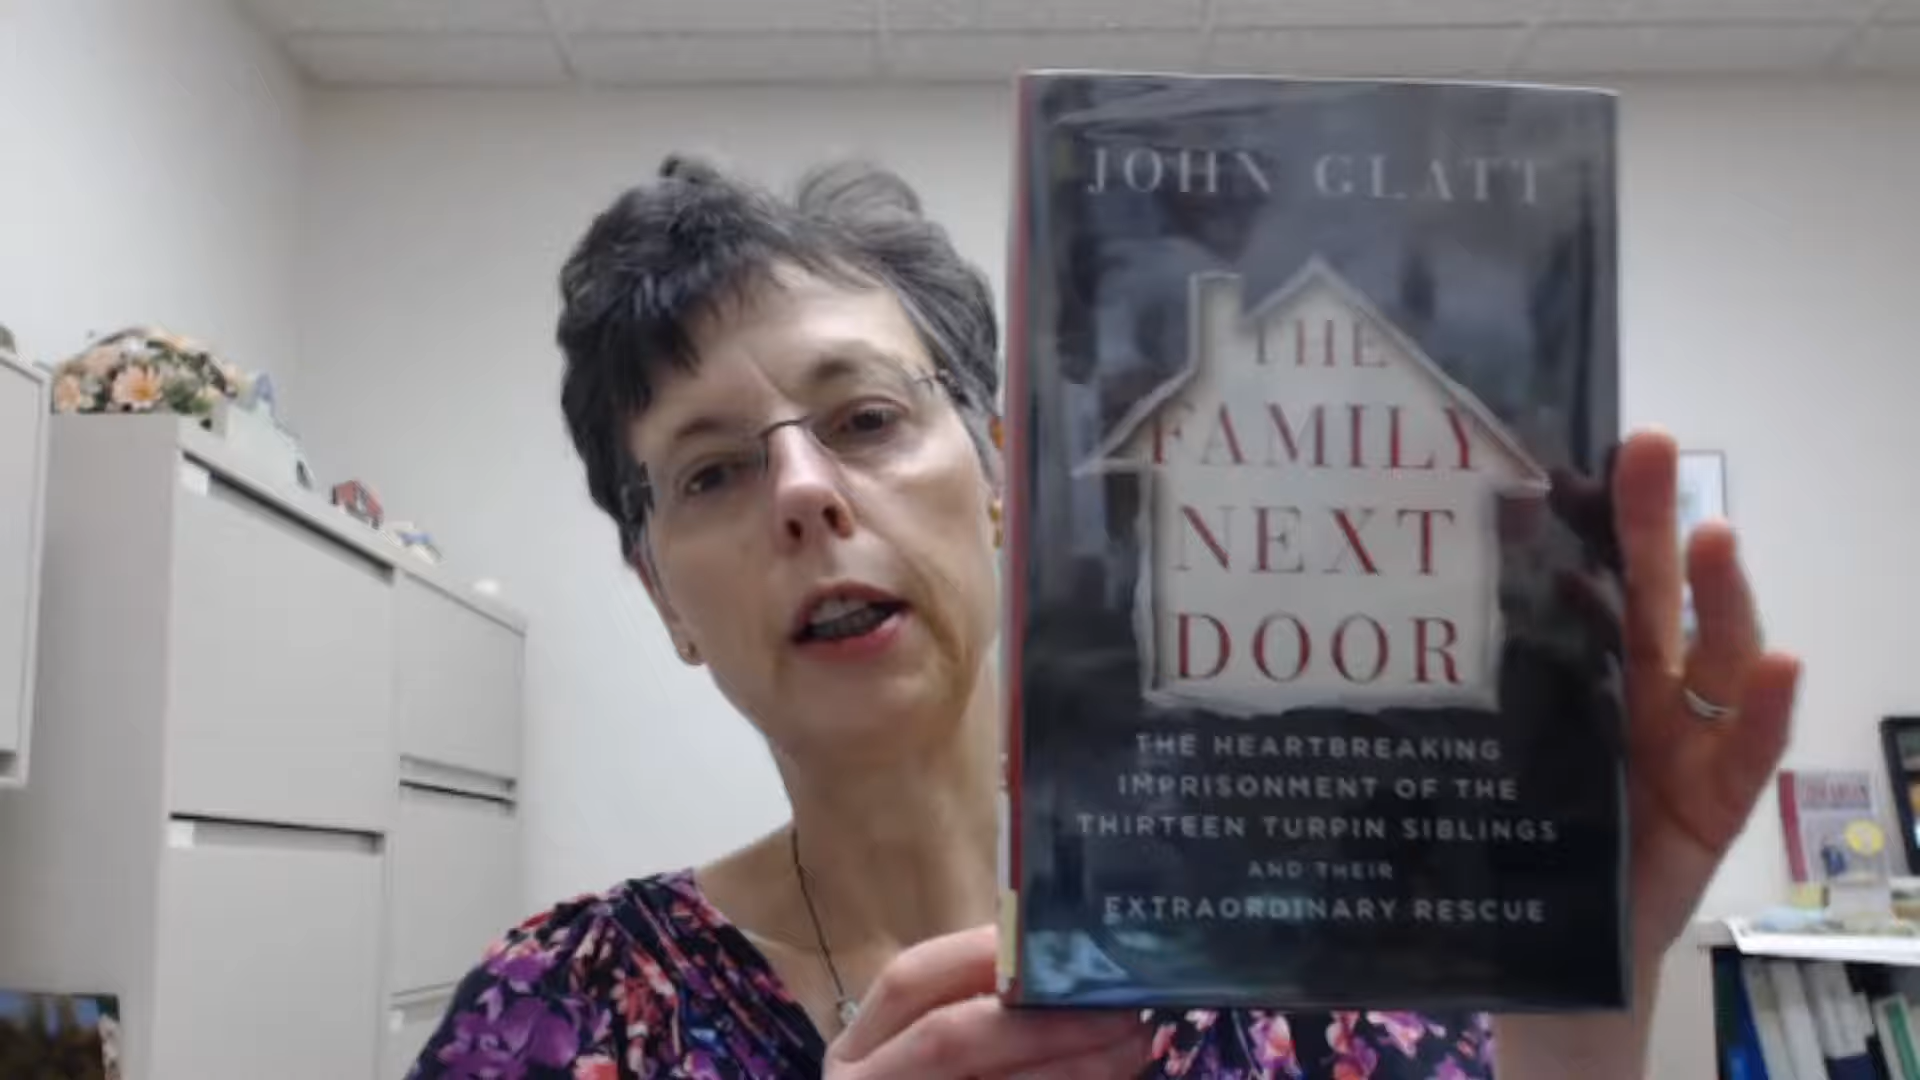 JOHN GLATT
THE
FAMILY
NEXT
DOOR
THE HEARTBREAKING
IMPRISONMENT OF THE
THIRTEEN TURPIN SIBLINGS
AND THEIR
EXTRAORDINARY RESCUE